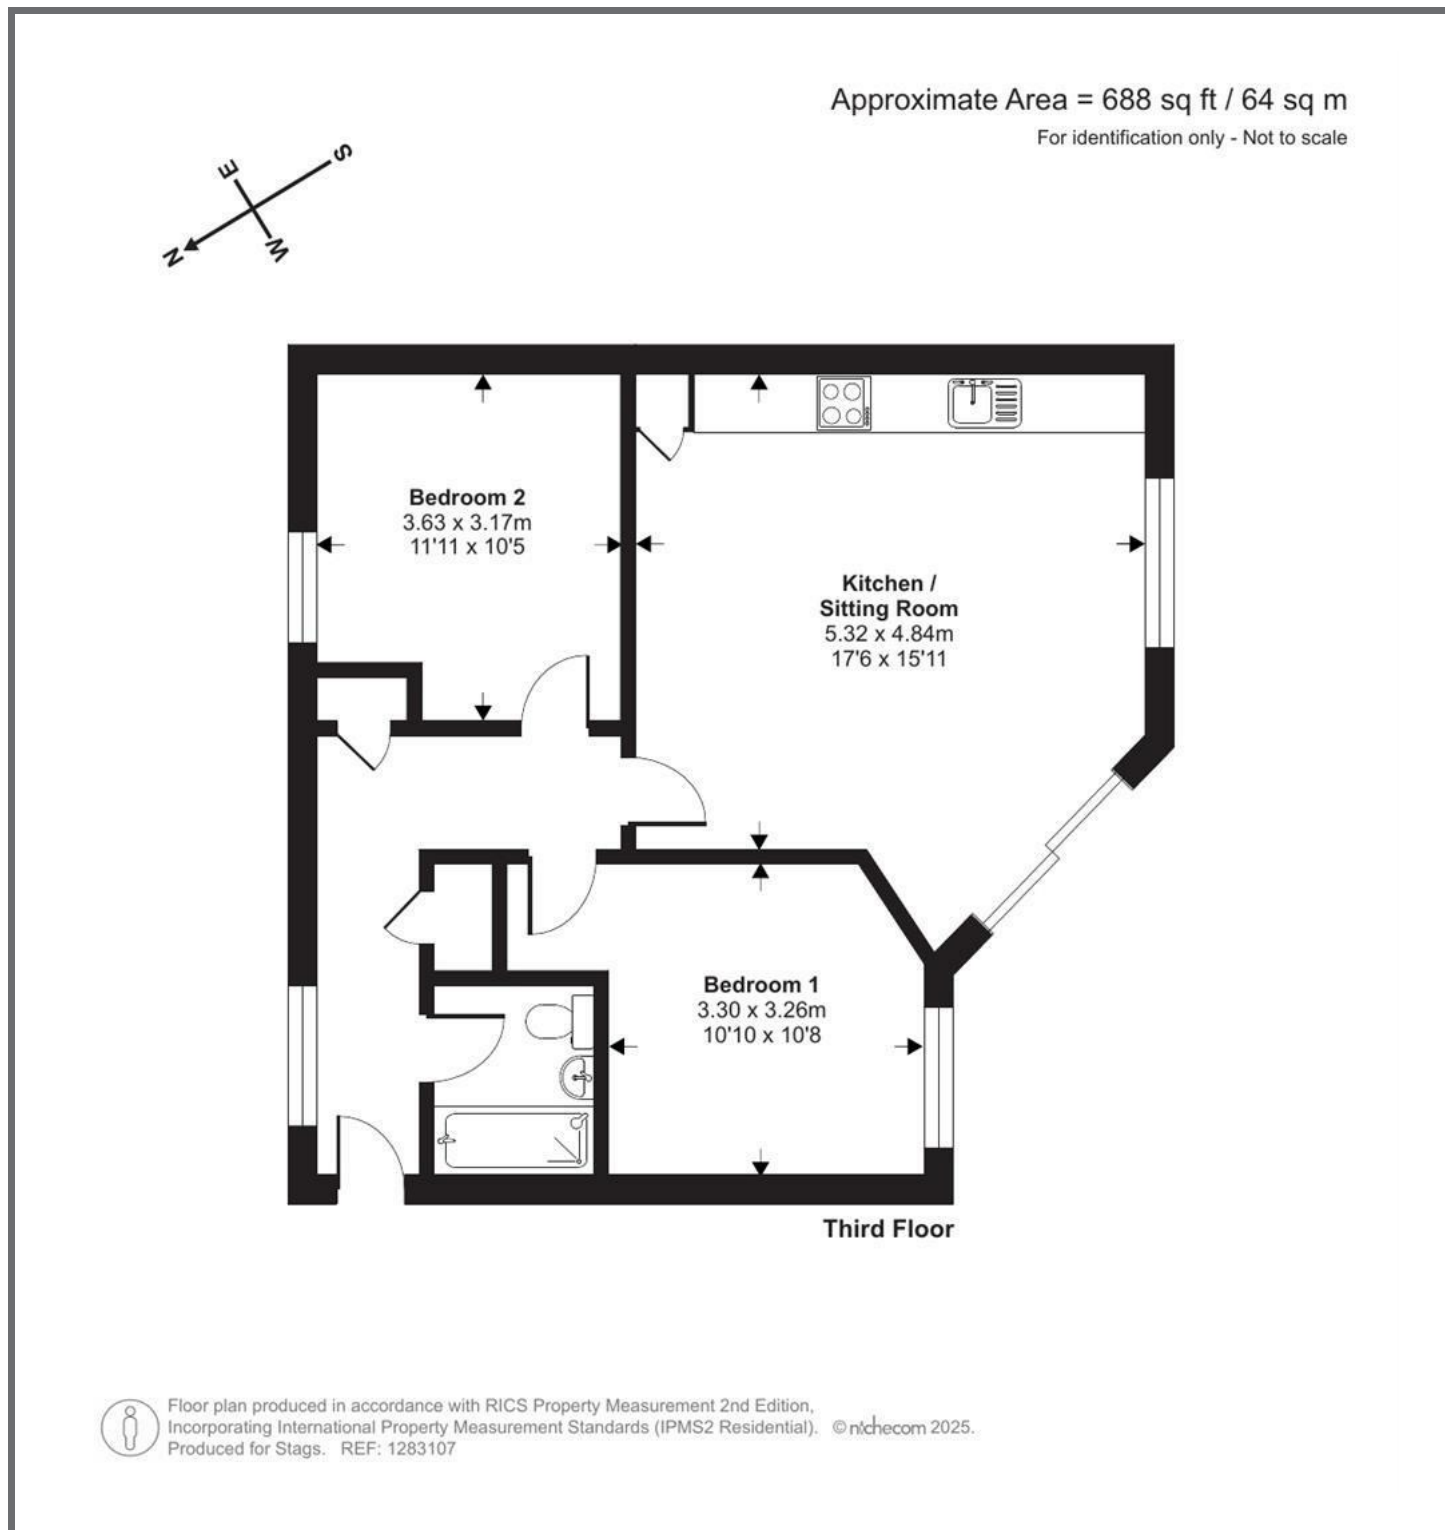 Approximate Area = 688 sq ft / 64 sq m
For identification only - Not to scale
S
E
W
N
Bedroom 2
3.63 x 3.17m
11'11 x 10'5
Kitchen /
Sitting Room
5.32 x 4.84m
17'6 x 15'11
Bedroom 1
3.30 x 3.26m
10'10 x 10'8
Third Floor
Floor plan produced in accordance with RICS Property Measurement 2nd Edition,
Incorporating International Property Measurement Standards (IPMS2 Residential). © nichecom 2025.
Produced for Stags. REF: 1283107